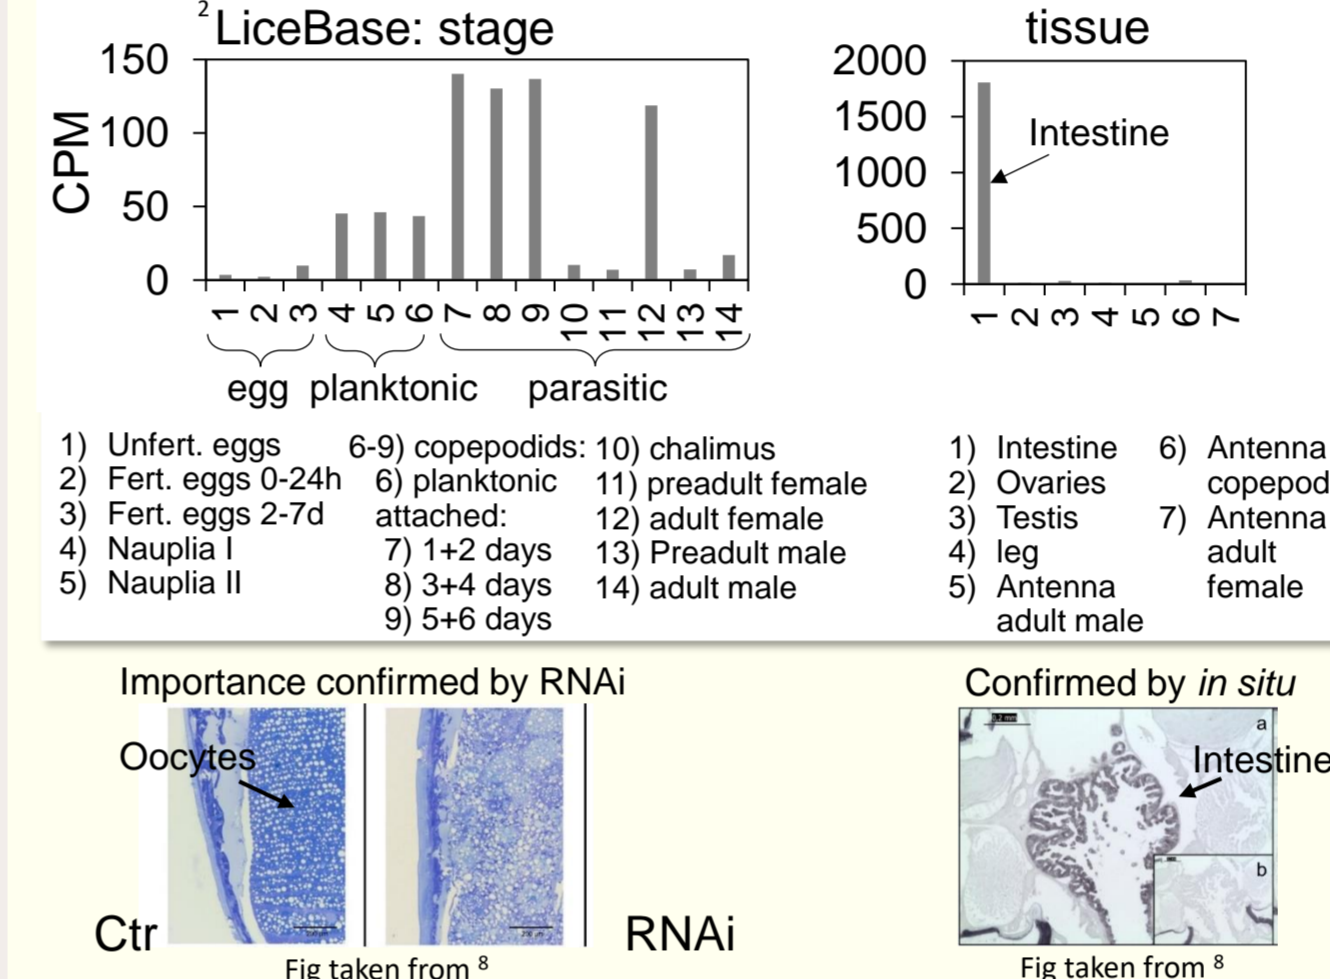 2 LiceBase: stage
CPM
150
100
50
0
1 2 3 4 5 6 7 8 9 10 11 12 13 14
egg planktonic parasitic
tissue
2000
1500
1000
500
0
Intestine
1 2 3 4 5 6 7
1) Unfert. eggs
2) Fert. eggs 0-24h
3) Fert. eggs 2-7d
4) Nauplia I
5) Nauplia II
6-9) copepodids:
6) planktonic
attached:
7) 1+2 days
8) 3+4 days
9) 5+6 days
10) chalimus
11) preadult female
12) adult female
13) Preadult male
14) adult male
1) Intestine
2) Ovaries
3) Testis
4) leg
5) Antenna
adult male
6) Antenna
copepod
7) Antenna
adult
female
Importance confirmed by RNAi
Oocytes
Ctr
RNAi
Fig taken from 8
Confirmed by in situ
a
Intestine
b
Fig taken from 8